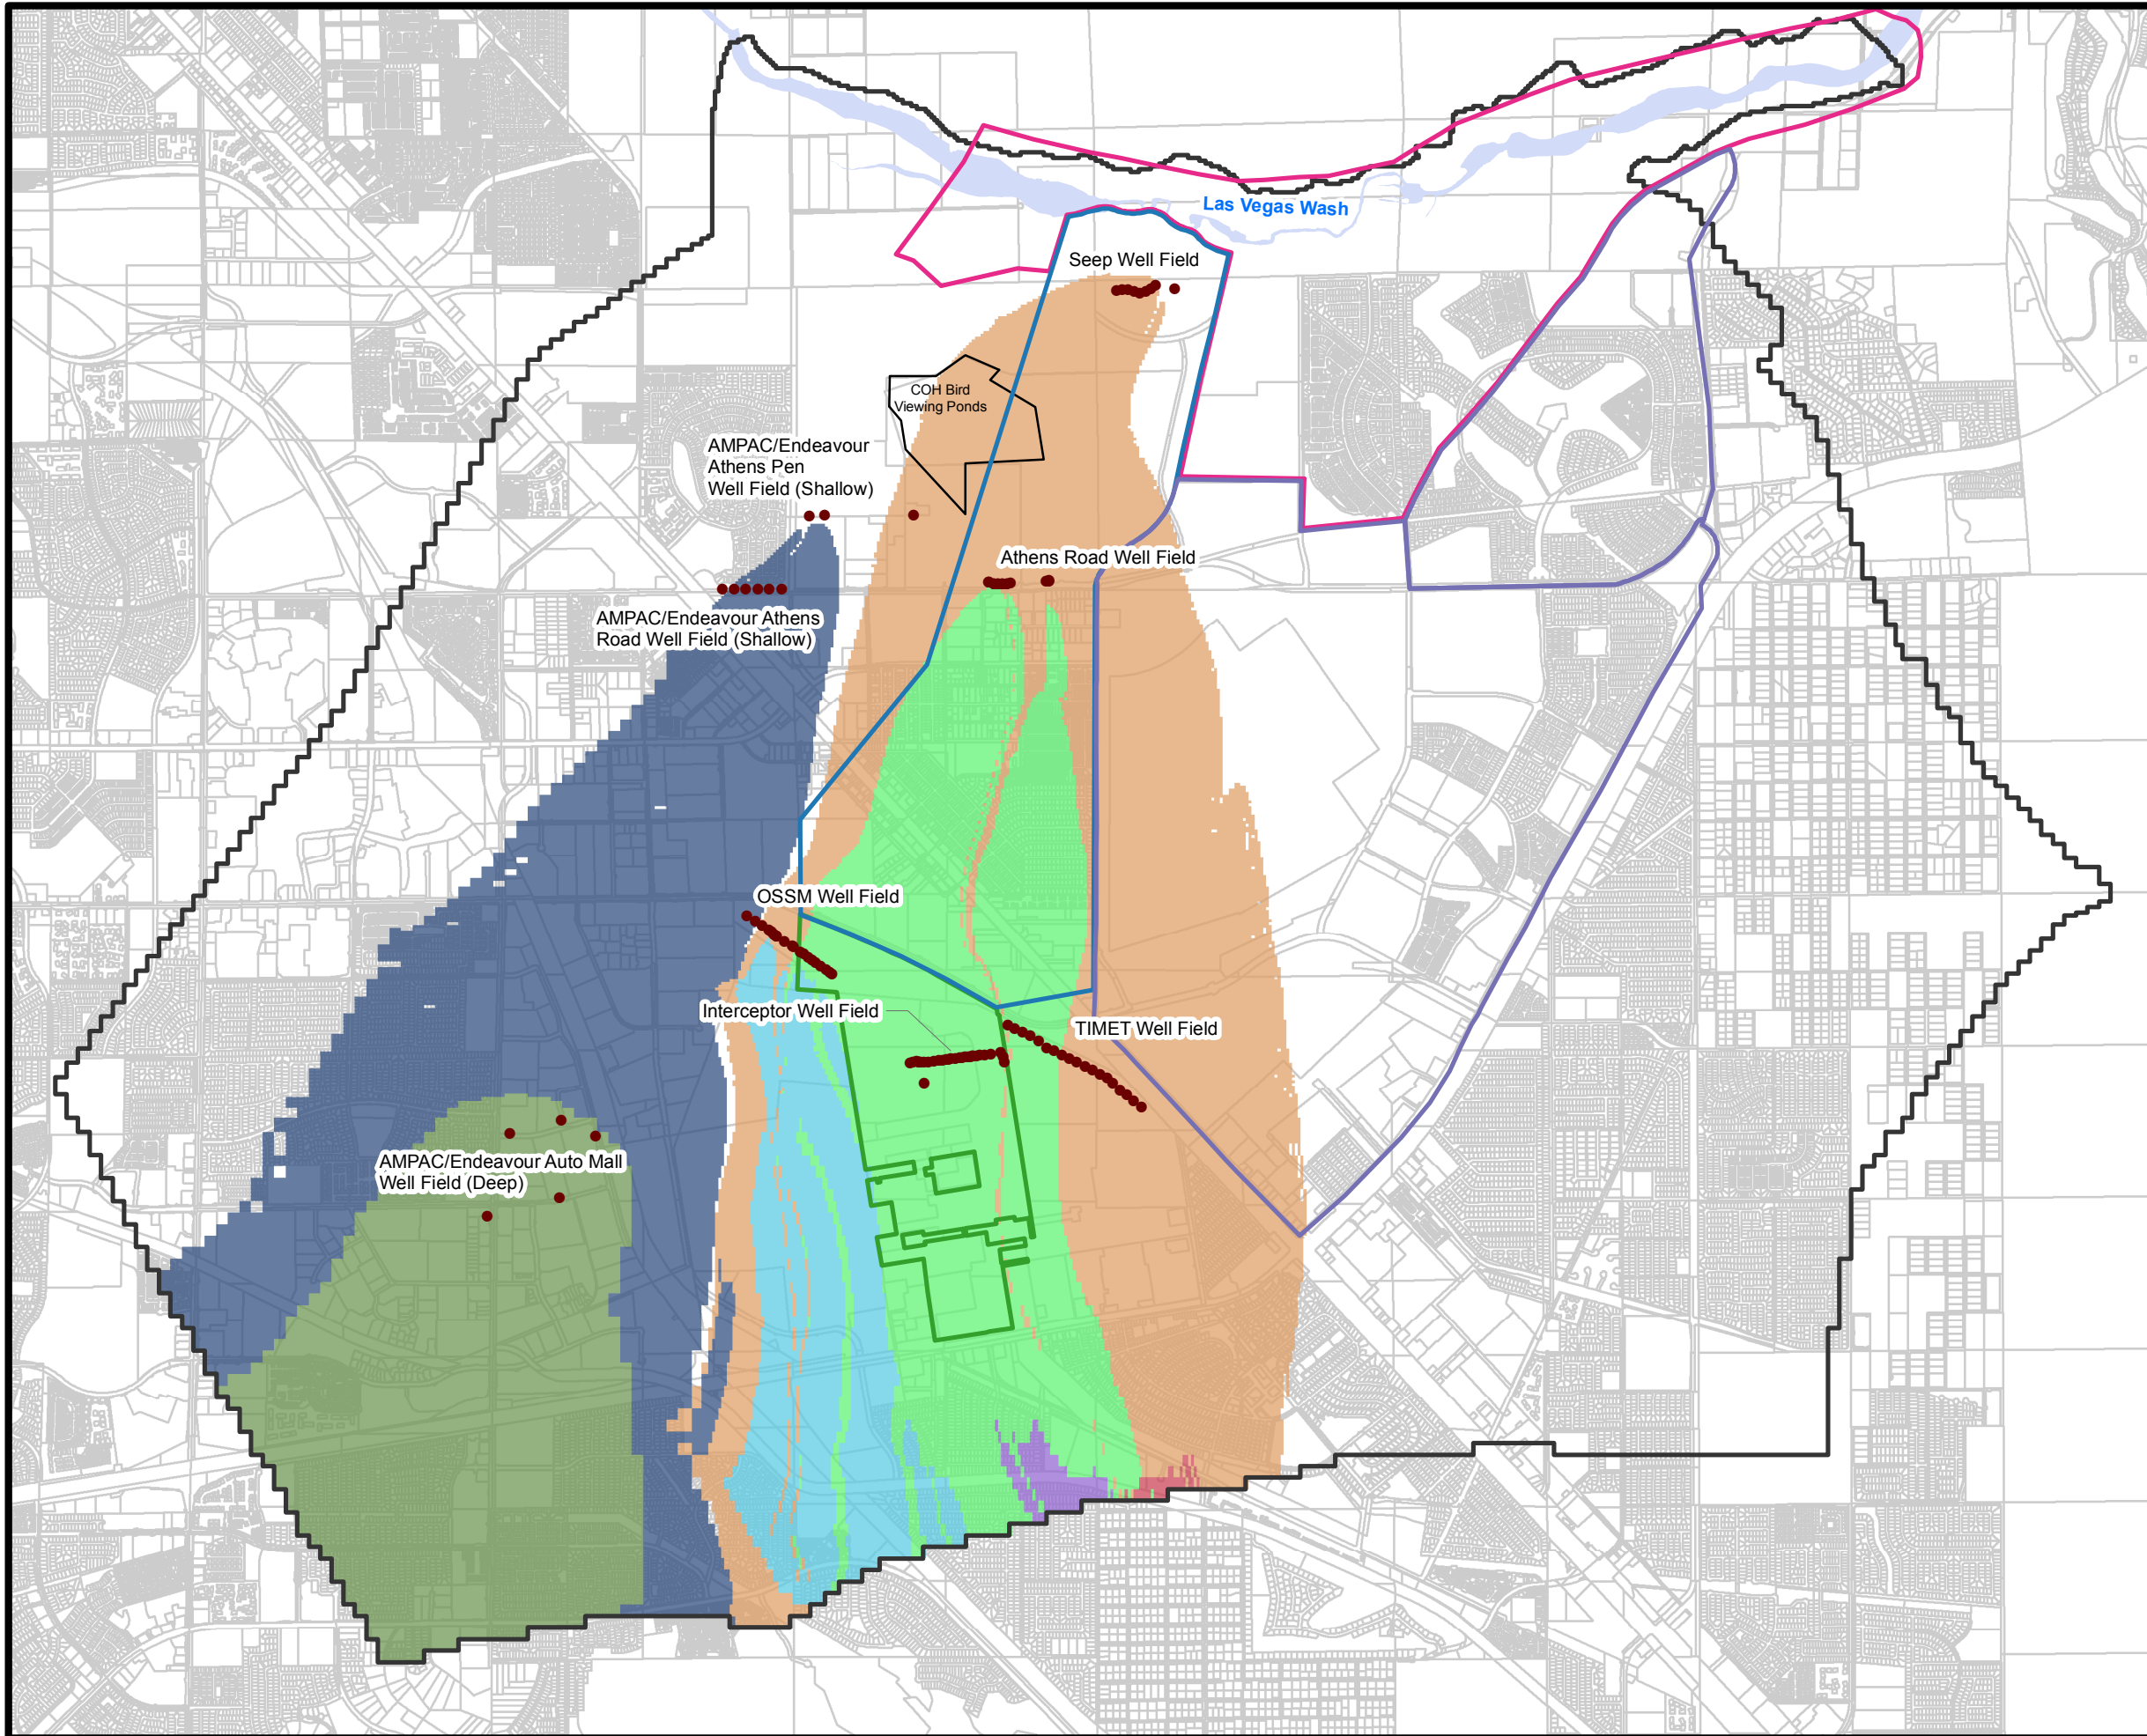 Las Vegas Wash
Seep Well Field
COH Bird
Viewing Ponds
AMPAC/Endeavour
Athens Pen
Well Field (Shallow)
Athens Road Well Field
AMPAC/Endeavour Athens
Road Well Field (Shallow)
OSSM Well Field
Interceptor Well Field
TIMET Well Field
AMPAC/Endeavour Auto Mall
Well Field (Deep)